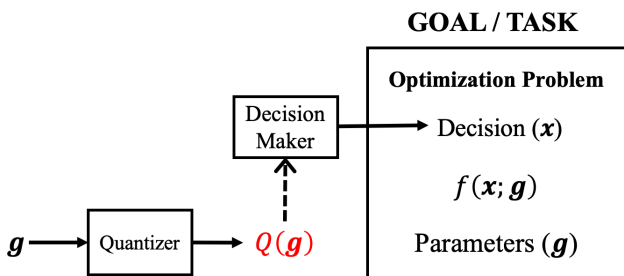 GOAL / TASK
Optimization Problem
Decision
Maker
Decision (x)
f(x; g)
g
Quantizer
Q(g)
Parameters (g)